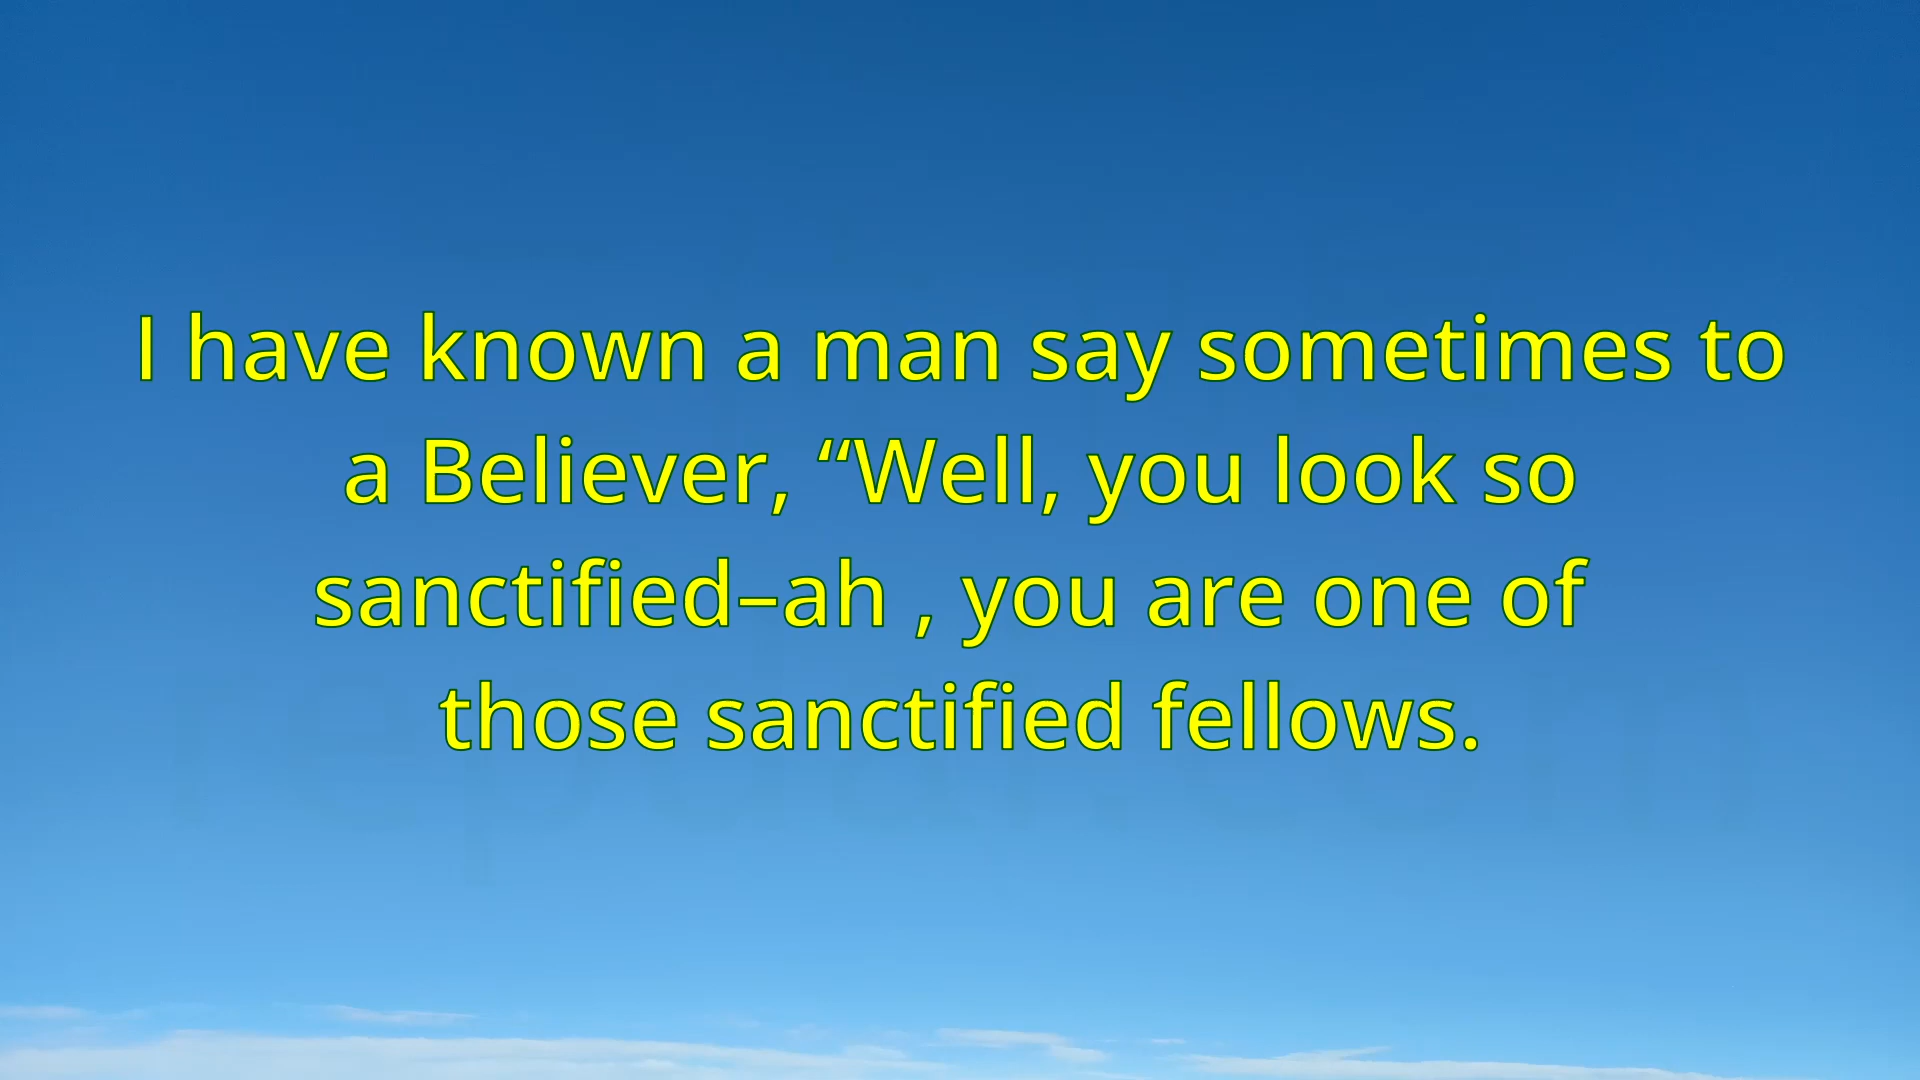 I have known a man say sometimes to
a Believer, “Well, you look so
sanctified–ah , you are one of
those sanctified fellows.